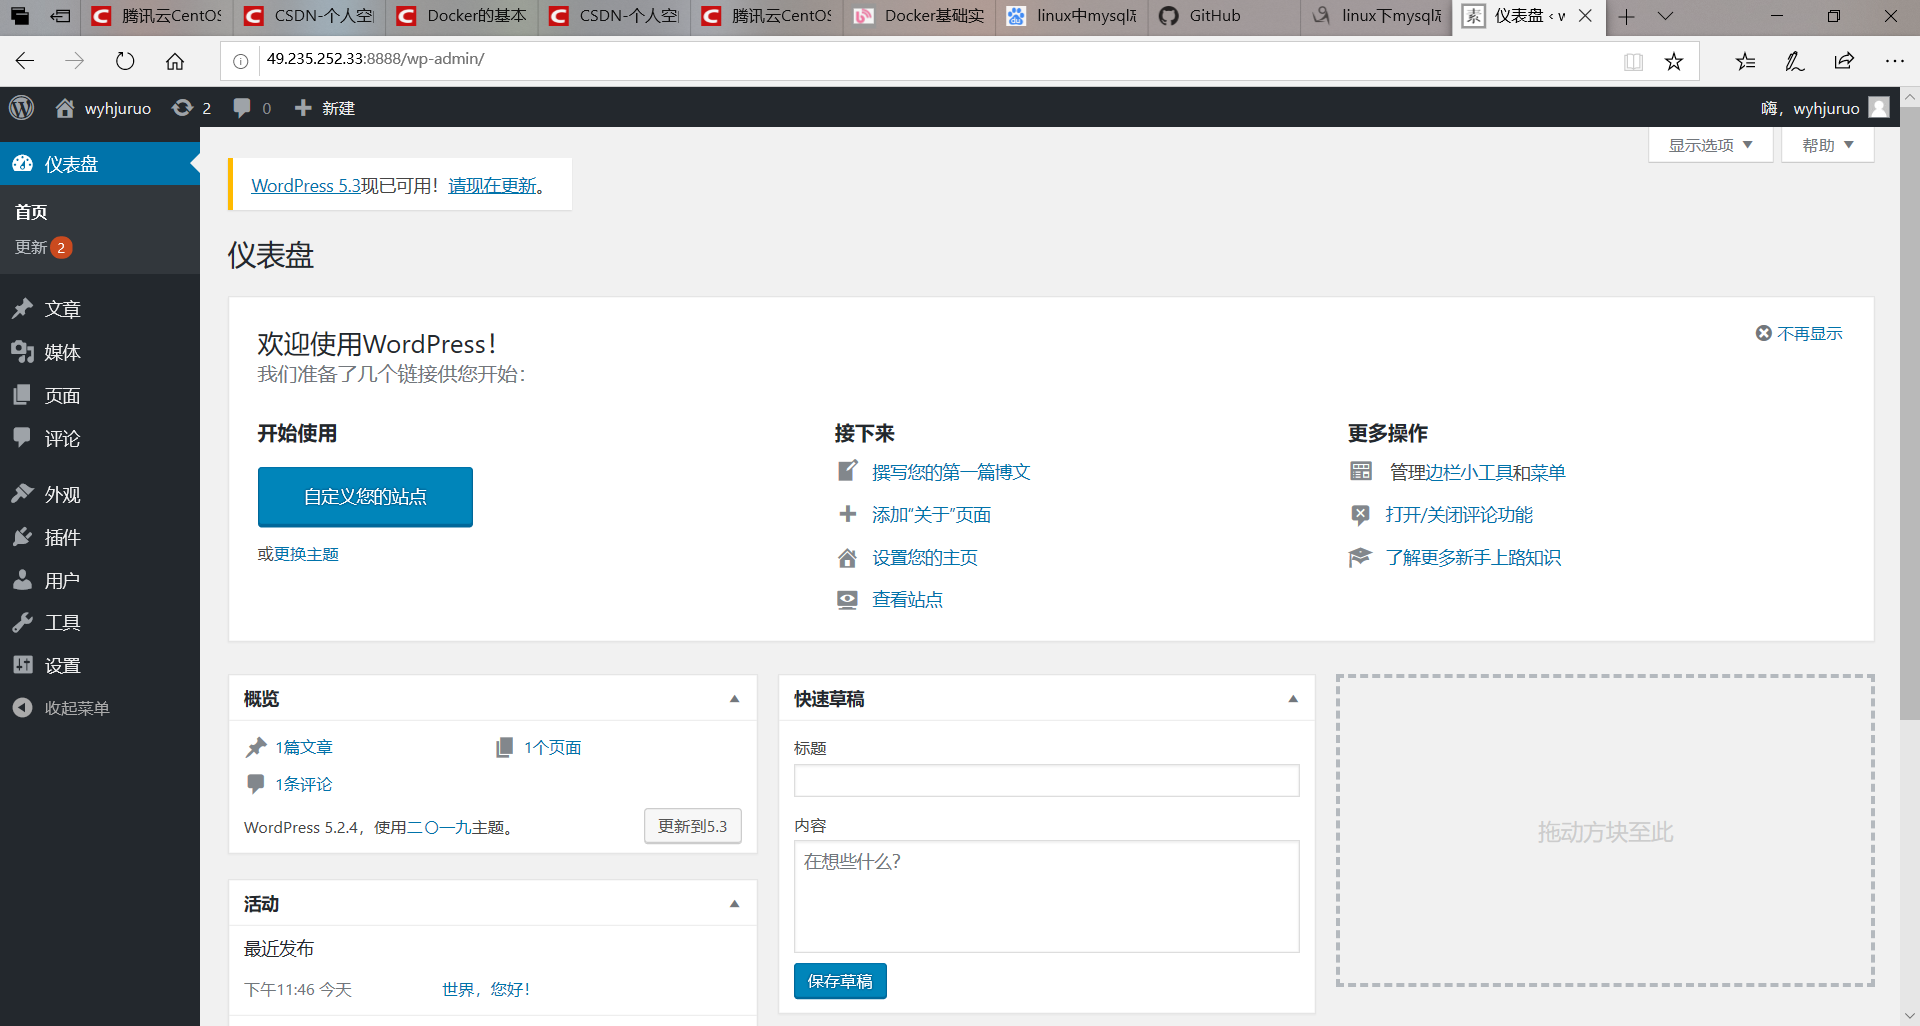 腾讯云CentOS
CSDN-个人空
Docker的基本
CSDN-个人空
腾讯云CentOS
Docker基础实
linux中mysql
GitHub
linux下mysql
仪表盘 ‹ w
49.235.252.33:8888/wp-admin/
wyhjuruo
2
0
新建
嗨，wyhjuruo
仪表盘
首页
更新 2
文章
媒体
页面
评论
外观
插件
用户
工具
设置
收起菜单
显示选项
帮助
WordPress 5.3现已可用！请现在更新。
仪表盘
欢迎使用WordPress！
我们准备了几个链接供您开始：
不再显示
开始使用
自定义您的站点
或更换主题
接下来
撰写您的第一篇博文
添加“关于”页面
设置您的主页
查看站点
更多操作
管理边栏小工具和菜单
打开/关闭评论功能
了解更多新手上路知识
概览
1篇文章
1个页面
1条评论
WordPress 5.2.4，使用二〇一九主题。
更新到5.3
活动
最近发布
下午11:46 今天
世界，您好！
快速草稿
标题
内容
在想些什么？
保存草稿
拖动方块至此